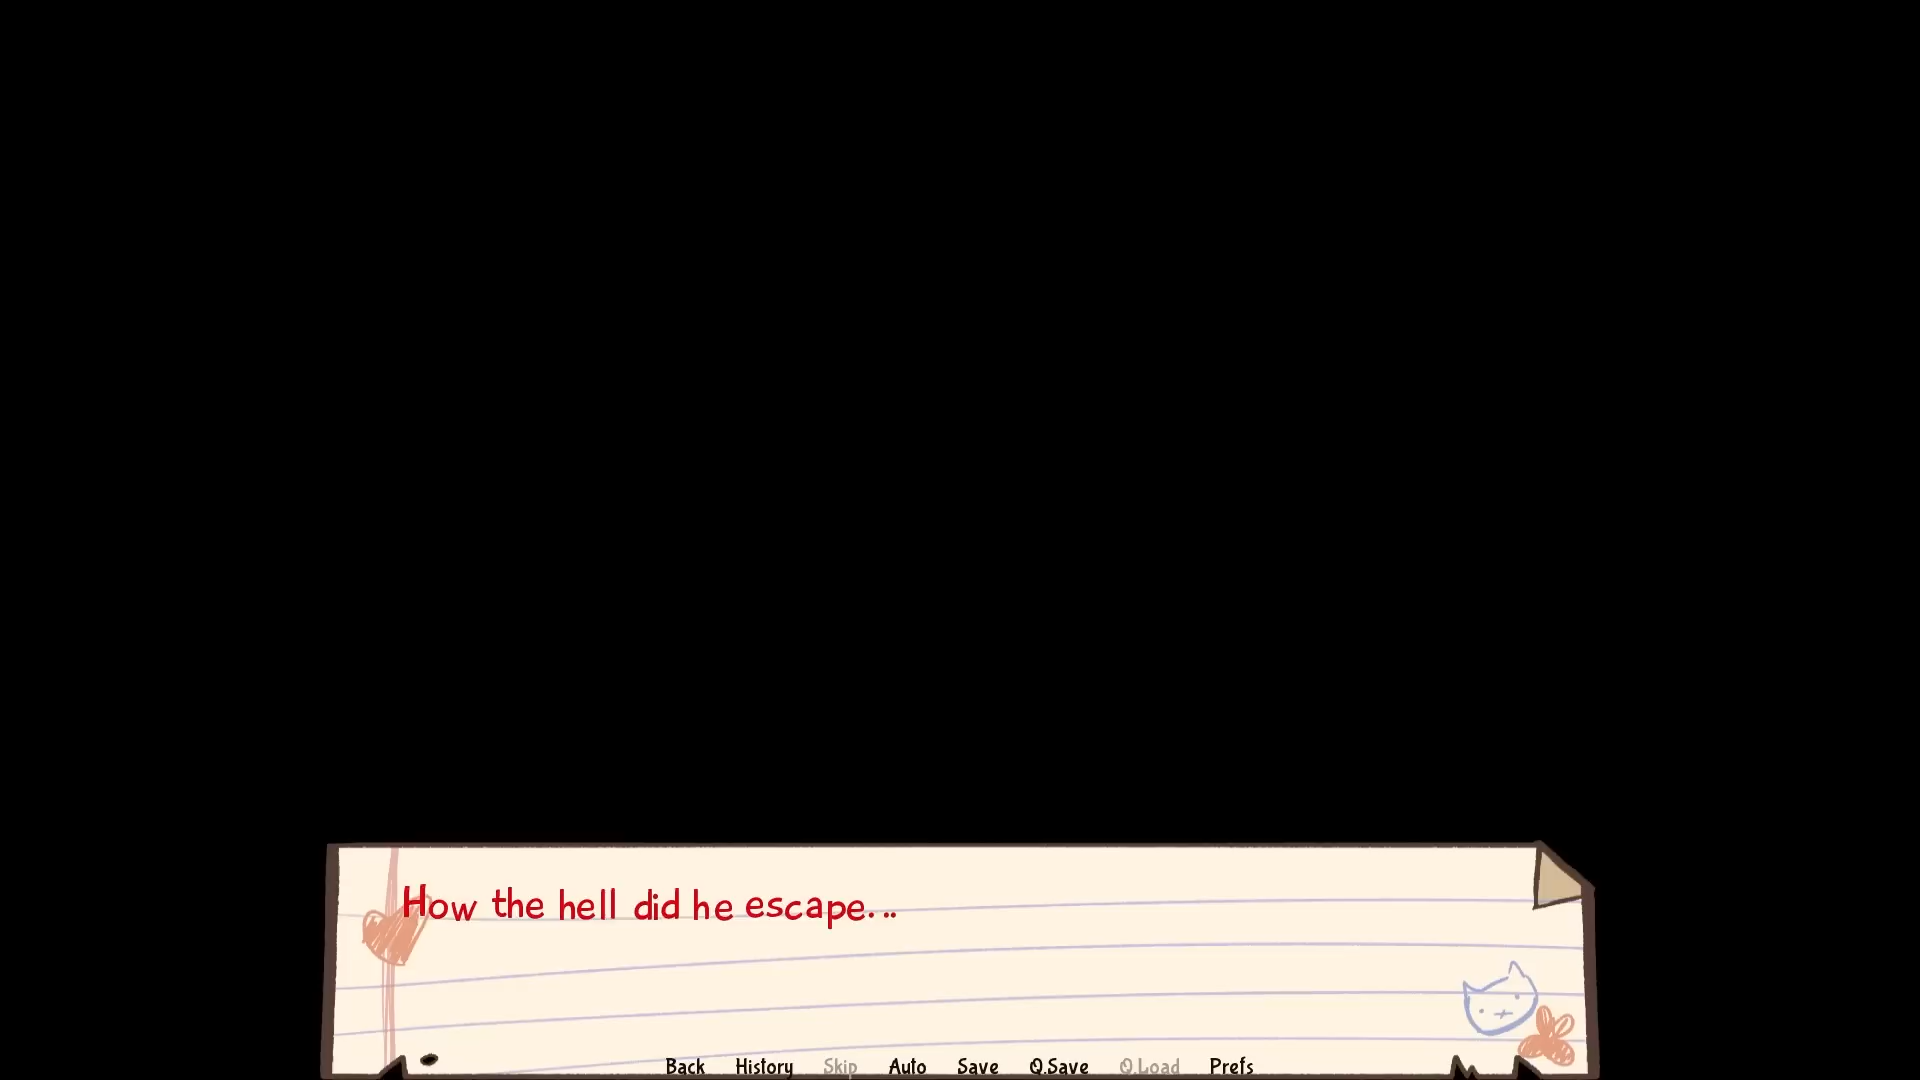 How the hell did he escape...
Back History Skip Auto Save Q.Save Q.Load Prefs